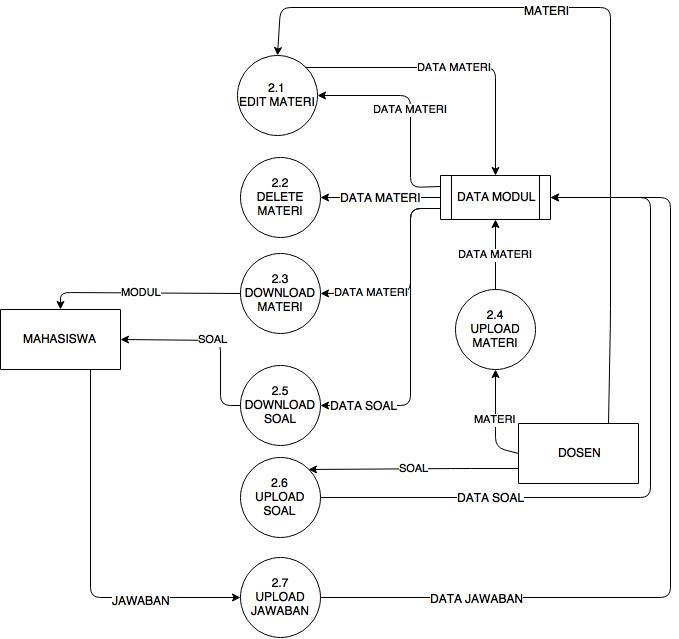 MATERI
2.1
EDIT MATERI
DATA MATERI
DATA MATERI
2.2
DELETE
MATERI
DATA MATERI
DATA MODUL
2.3
DOWNLOAD
MATERI
MODUL
DATA MATERI
DATA MATERI
2.4
UPLOAD
MATERI
MAHASISWA
SOAL
2.5
DOWNLOAD
SOAL
DATA SOAL
MATERI
DOSEN
2.6
UPLOAD
SOAL
SOAL
DATA SOAL
2.7
UPLOAD
JAWABAN
JAWABAN
DATA JAWABAN